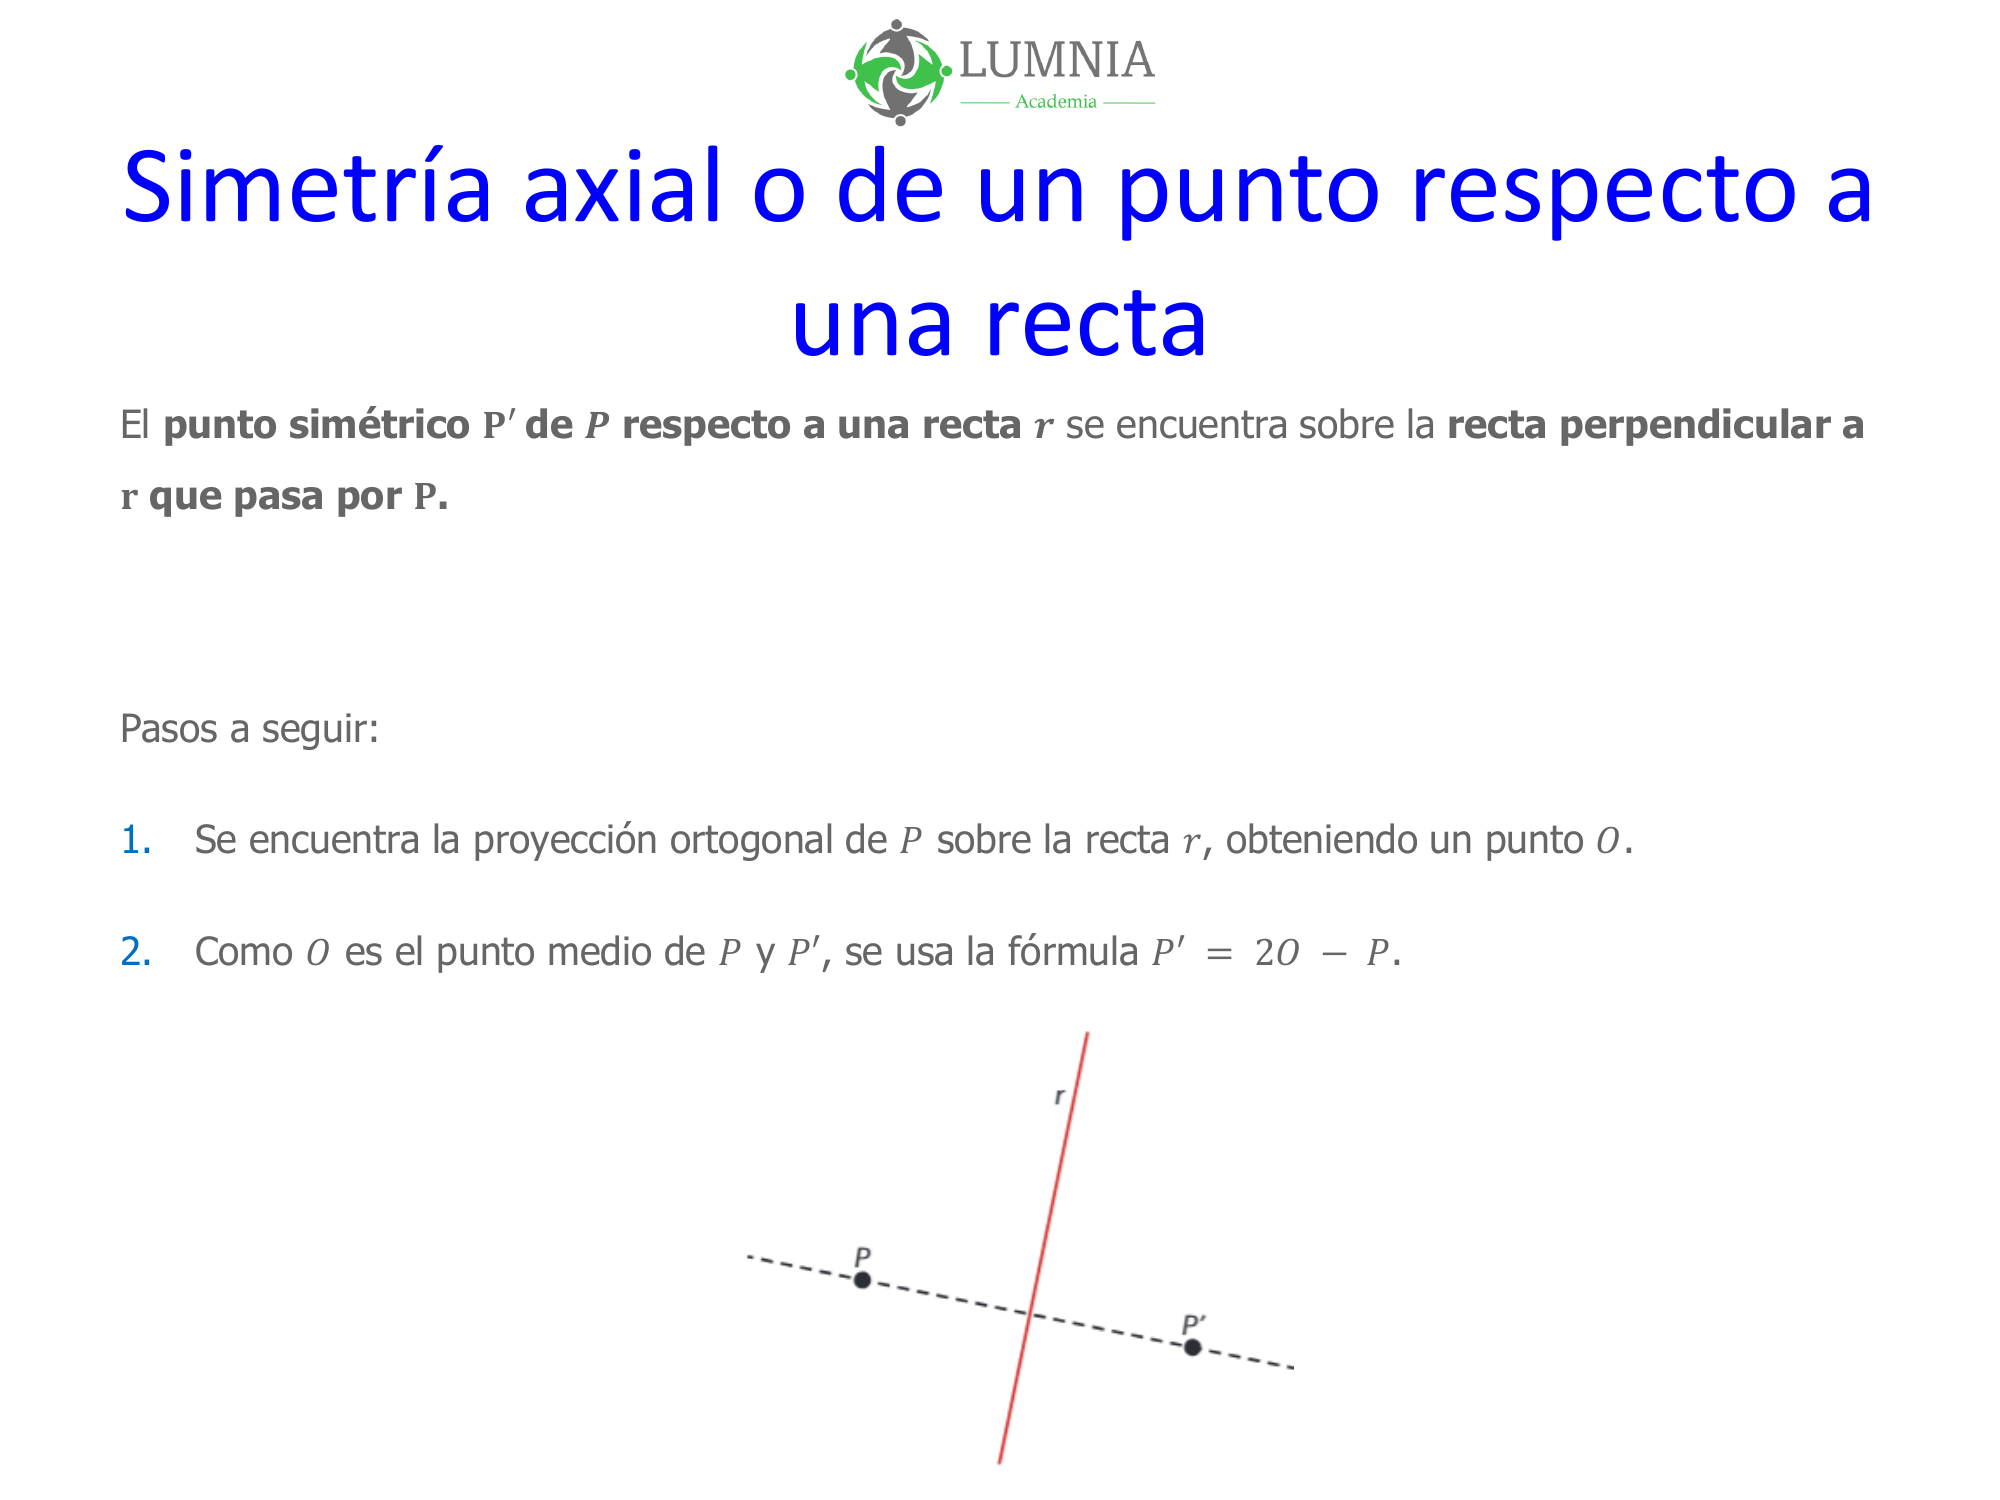 LUMNIA
Academia
Simetría axial o de un punto respecto a
una recta
El punto simétrico P′ de P respecto a una recta r se encuentra sobre la recta perpendicular a
r que pasa por P.
Pasos a seguir:
1. Se encuentra la proyección ortogonal de P sobre la recta r, obteniendo un punto O.
2. Como O es el punto medio de P y P′, se usa la fórmula P′ = 2O − P.
r
P
P′